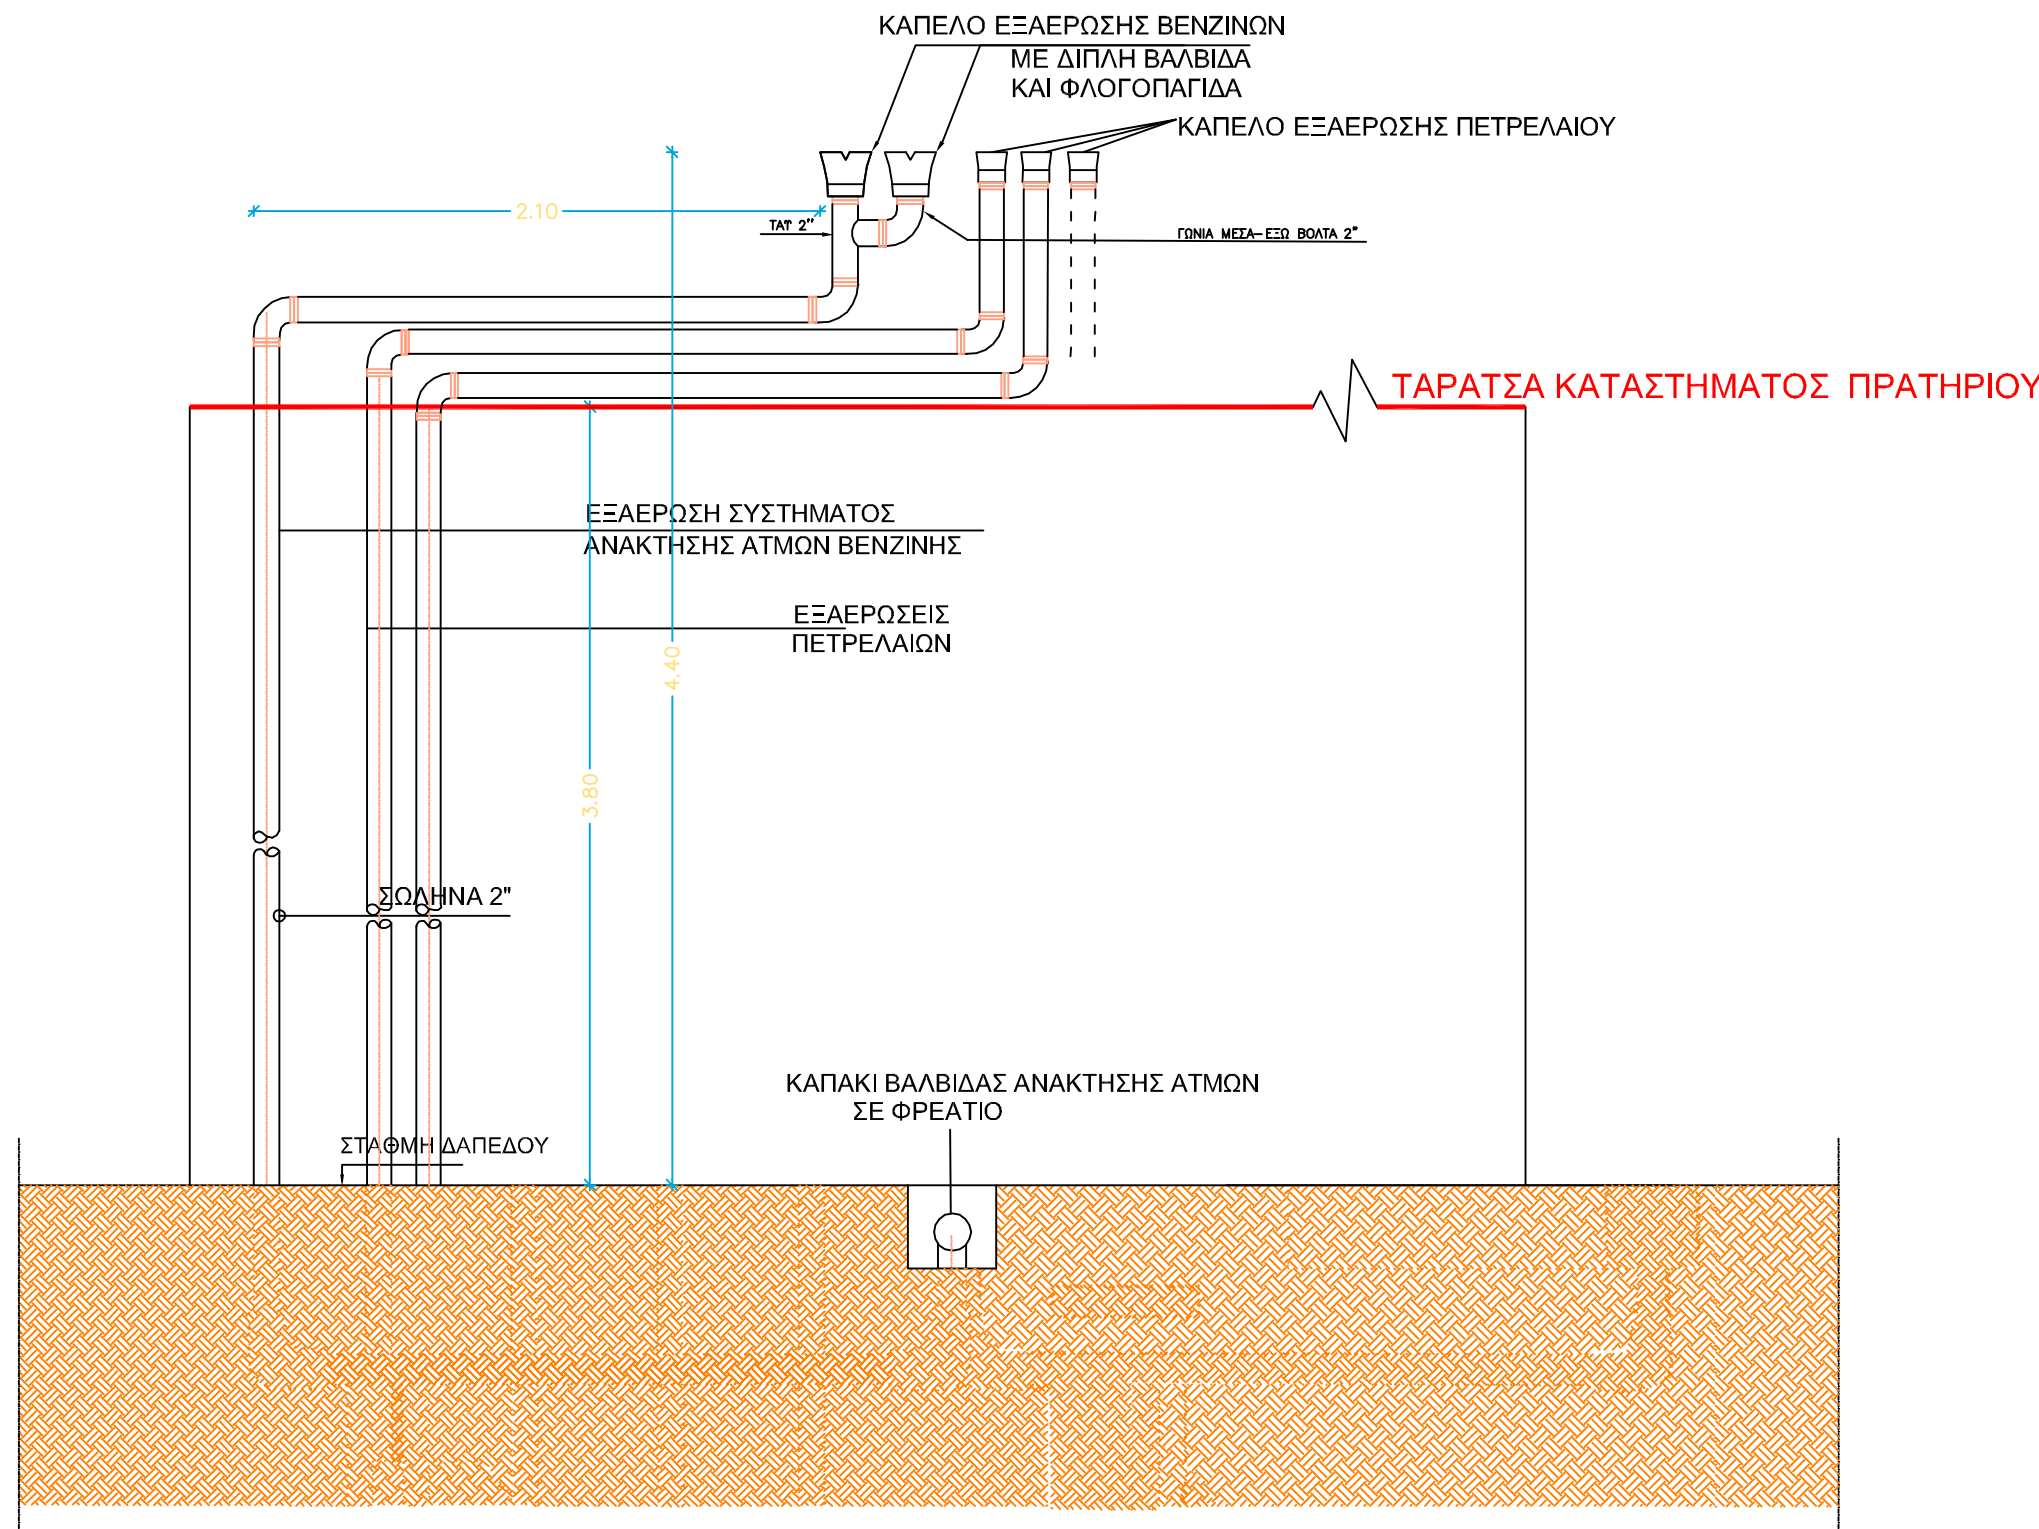 ΚΑΠΕΛΟ ΕΞΑΕΡΩΣΗΣ ΒΕΝΖΙΝΩΝ
ΜΕ ΔΙΠΛΗ ΒΑΛΒΙΔΑ
ΚΑΙ ΦΛΟΓΟΠΑΓΙΔΑ
ΚΑΠΕΛΟ ΕΞΑΕΡΩΣΗΣ ΠΕΤΡΕΛΑΙΟΥ
2.10
ΤΑΥ 2"
ΓΩΝΙΑ ΜΕΣΑ-ΕΞΩ ΒΟΛΤΑ 2"
ΤΑΡΑΤΣΑ ΚΑΤΑΣΤΗΜΑΤΟΣ ΠΡΑΤΗΡΙΟΥ
ΕΞΑΕΡΩΣΗ ΣΥΣΤΗΜΑΤΟΣ
ΑΝΑΚΤΗΣΗΣ ΑΤΜΩΝ ΒΕΝΖΙΝΗΣ
ΕΞΑΕΡΩΣΕΙΣ
ΠΕΤΡΕΛΑΙΩΝ
4.40
3.80
ΣΩΛΗΝΑ 2"
ΚΑΠΑΚΙ ΒΑΛΒΙΔΑΣ ΑΝΑΚΤΗΣΗΣ ΑΤΜΩΝ
ΣΕ ΦΡΕΑΤΙΟ
ΣΤΑΘΜΗ ΔΑΠΕΔΟΥ